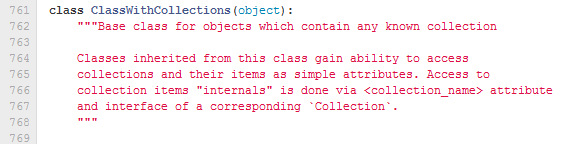 761 class ClassWithCollections(object):
762     """Base class for objects which contain any known collection
763
764     Classes inherited from this class gain ability to access
765     collections and their items as simple attributes. Access to
766     collection items "internals" is done via <collection_name> attribute
767     and interface of a corresponding `Collection`.
768     """
769